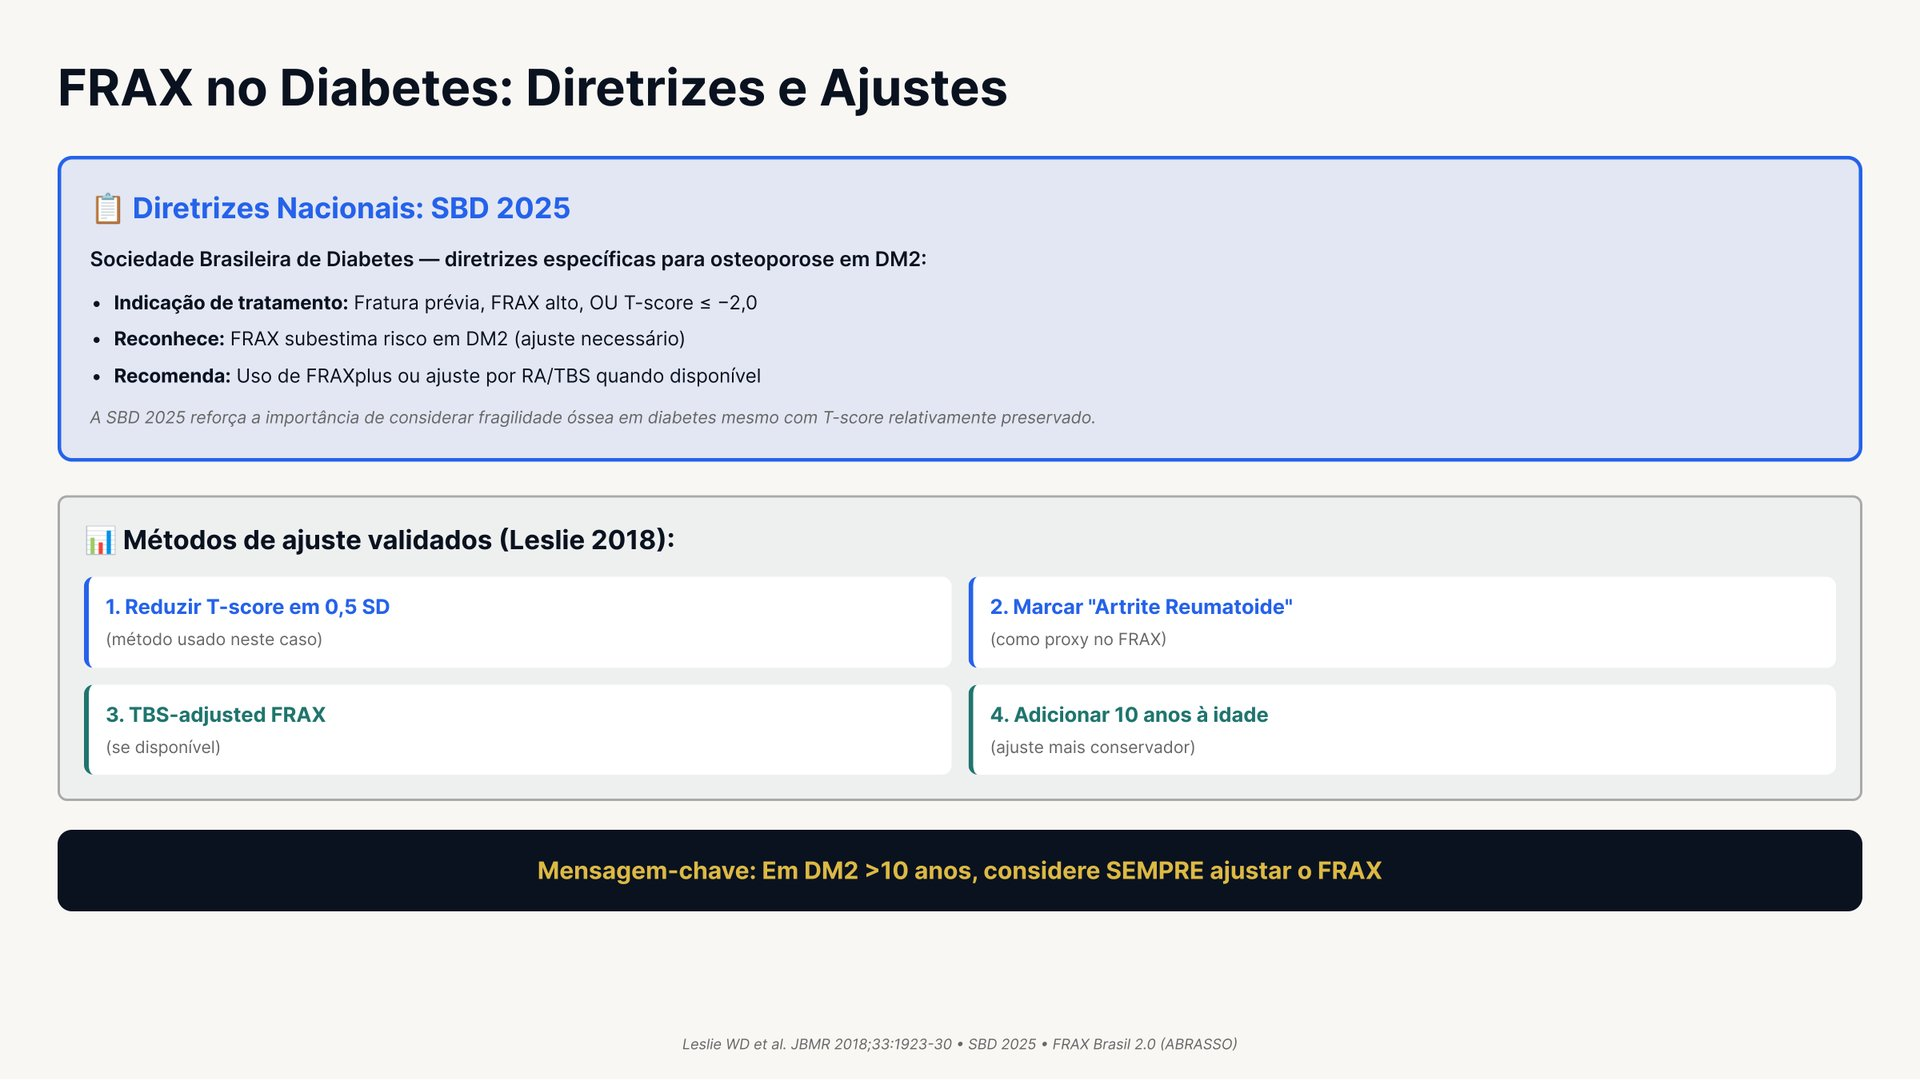 FRAX no Diabetes: Diretrizes e Ajustes
📋 Diretrizes Nacionais: SBD 2025
Sociedade Brasileira de Diabetes — diretrizes específicas para osteoporose em DM2:
• Indicação de tratamento: Fratura prévia, FRAX alto, OU T-score ≤ −2,0
• Reconhece: FRAX subestima risco em DM2 (ajuste necessário)
• Recomenda: Uso de FRAXplus ou ajuste por RA/TBS quando disponível
A SBD 2025 reforça a importância de considerar fragilidade óssea em diabetes mesmo com T-score relativamente preservado.
📊 Métodos de ajuste validados (Leslie 2018):
1. Reduzir T-score em 0,5 SD
(método usado neste caso)
2. Marcar "Artrite Reumatoide"
(como proxy no FRAX)
3. TBS-adjusted FRAX
(se disponível)
4. Adicionar 10 anos à idade
(ajuste mais conservador)
Mensagem-chave: Em DM2 >10 anos, considere SEMPRE ajustar o FRAX
Leslie WD et al. JBMR 2018;33:1923-30 • SBD 2025 • FRAX Brasil 2.0 (ABRASSO)